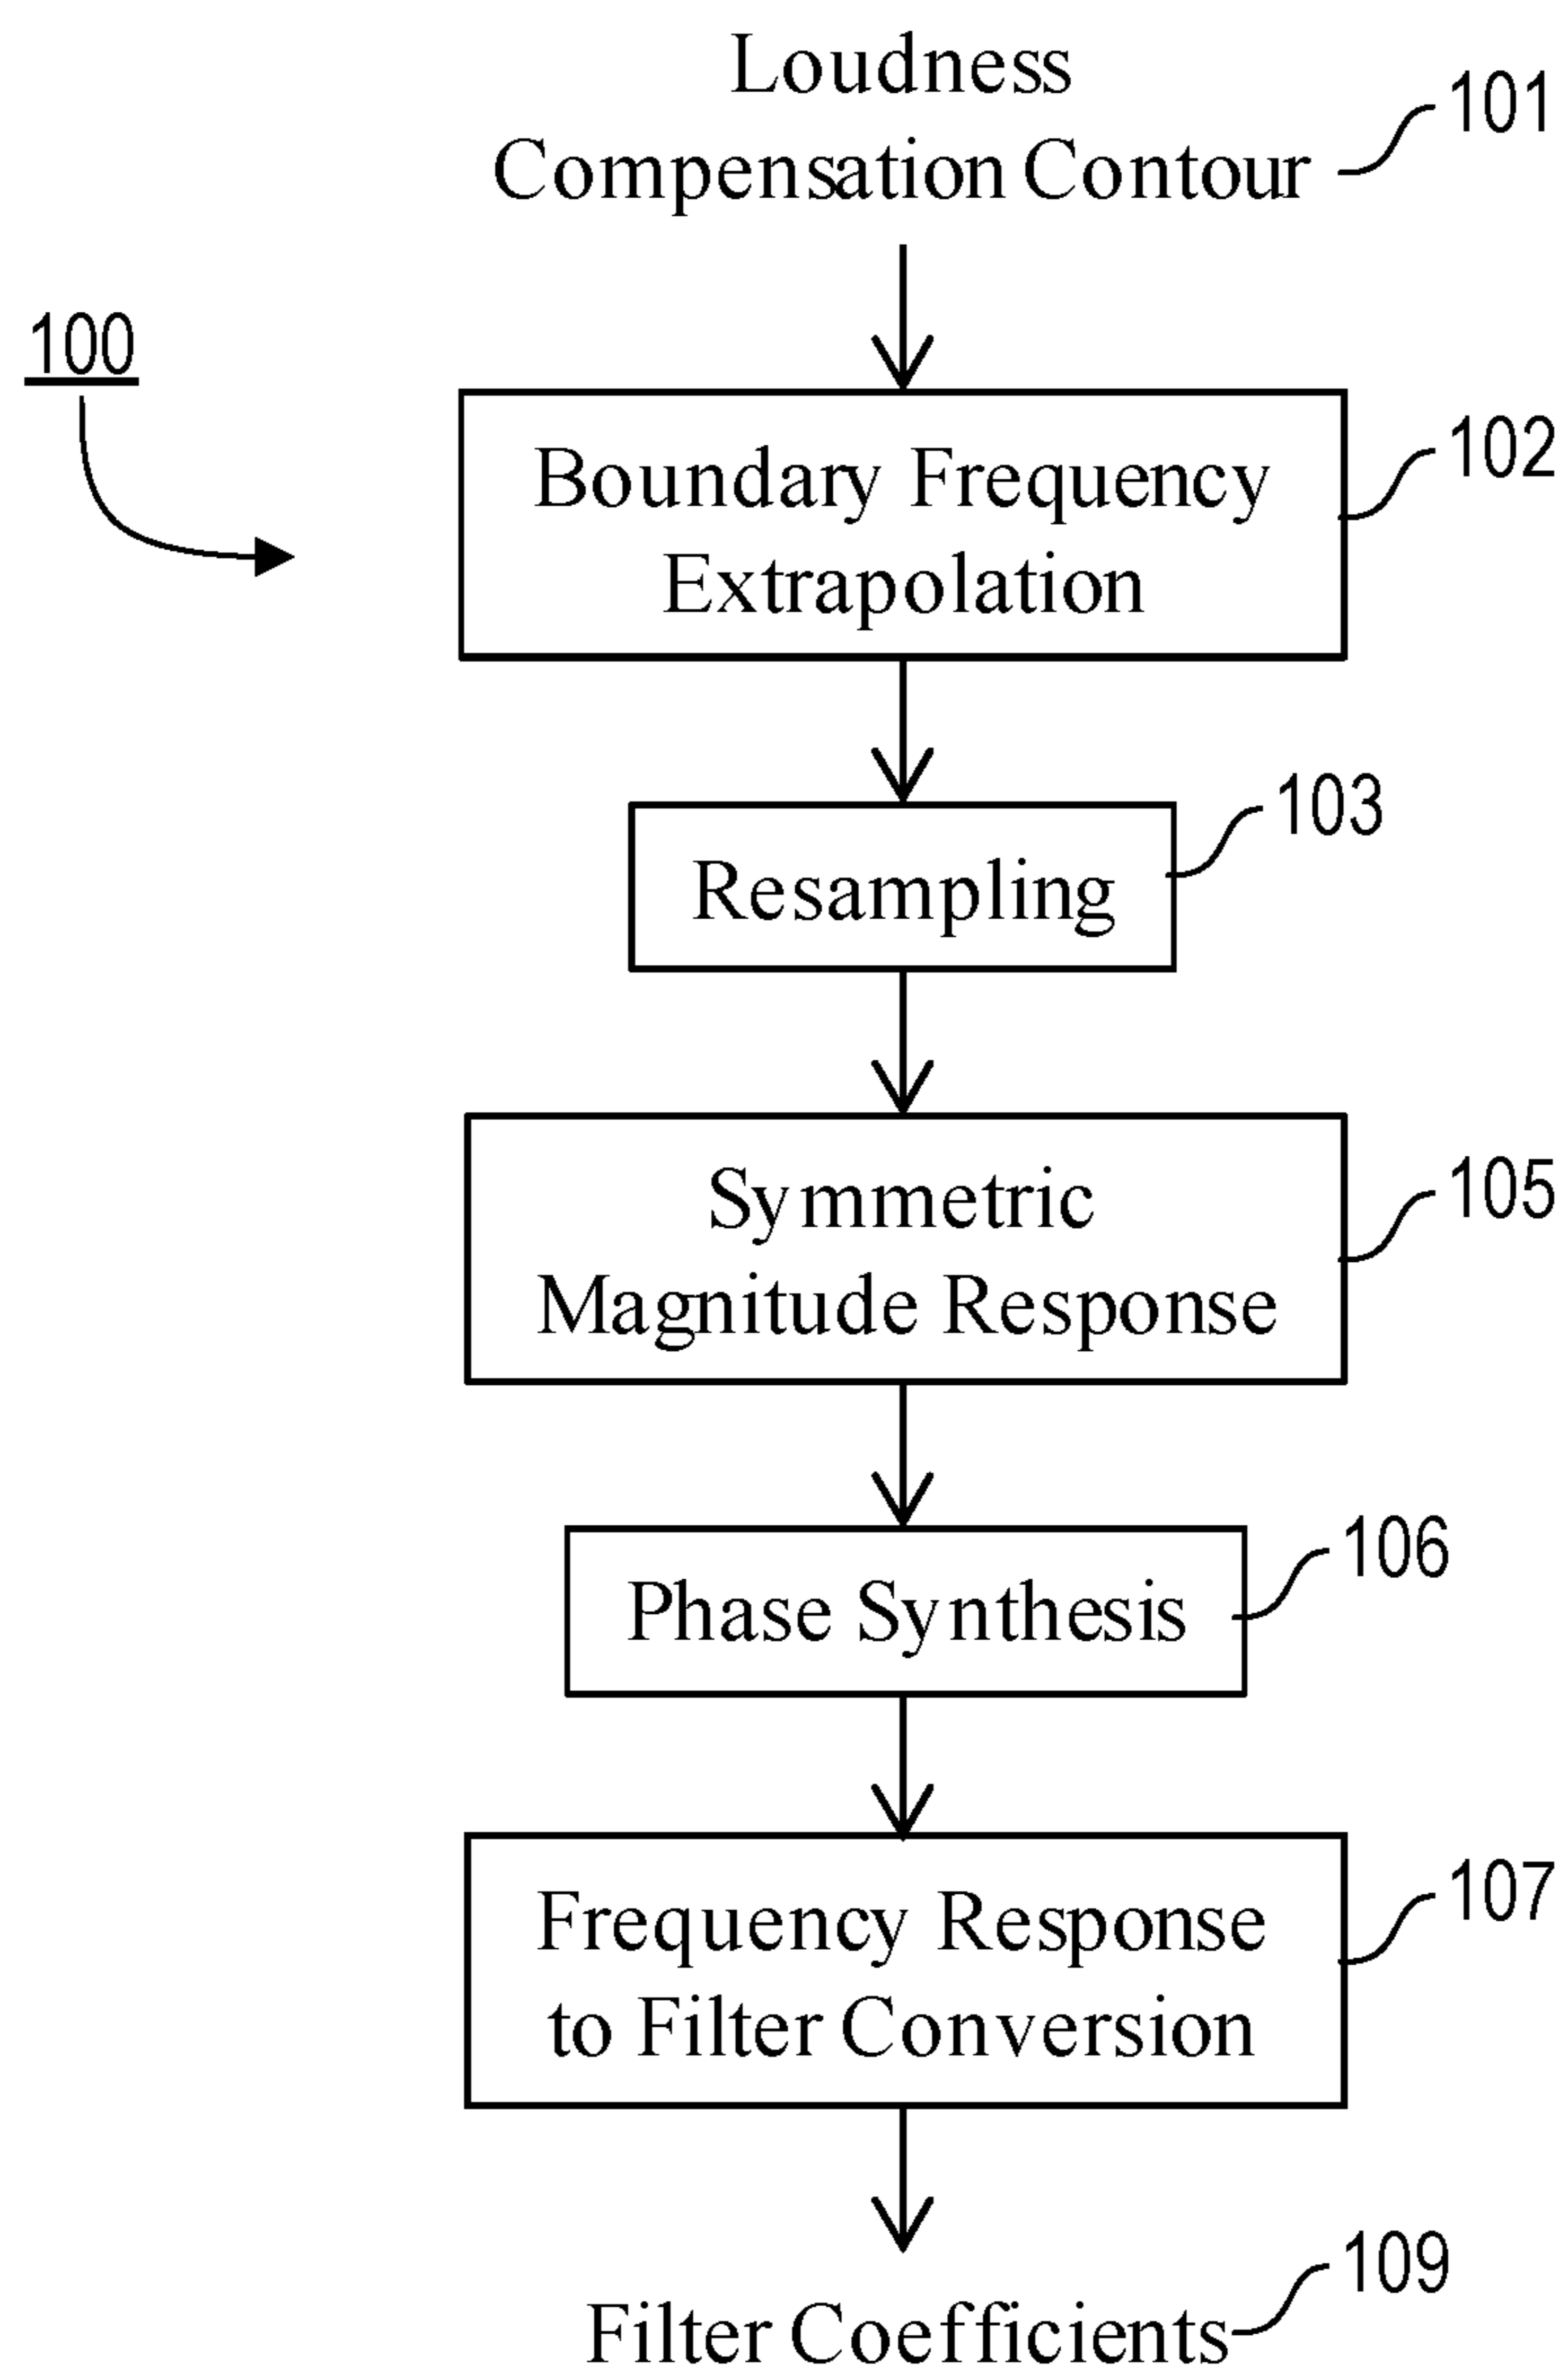 Loudness
Compensation Contour
101
100
Boundary Frequency
Extrapolation
102
Resampling
103
Symmetric
Magnitude Response
105
Phase Synthesis
106
Frequency Response
to Filter Conversion
107
Filter Coefficients
109